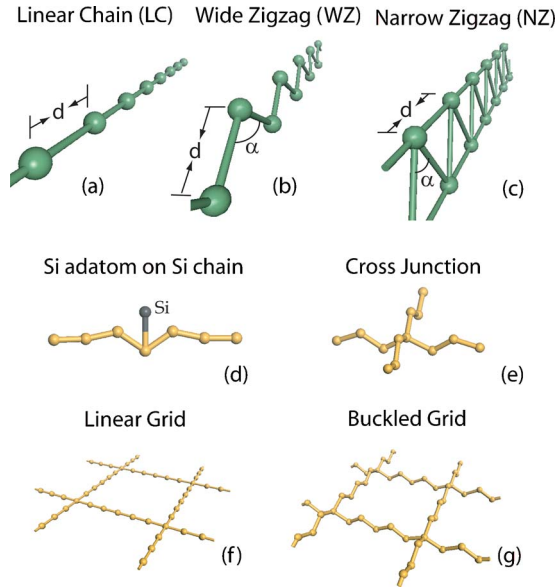 Linear Chain (LC)
Wide Zigzag (WZ)
Narrow Zigzag (NZ)
d
d
α
d
α
(a)
(b)
(c)
Si adatom on Si chain
Cross Junction
Si
(d)
(e)
Linear Grid
Buckled Grid
(f)
(g)